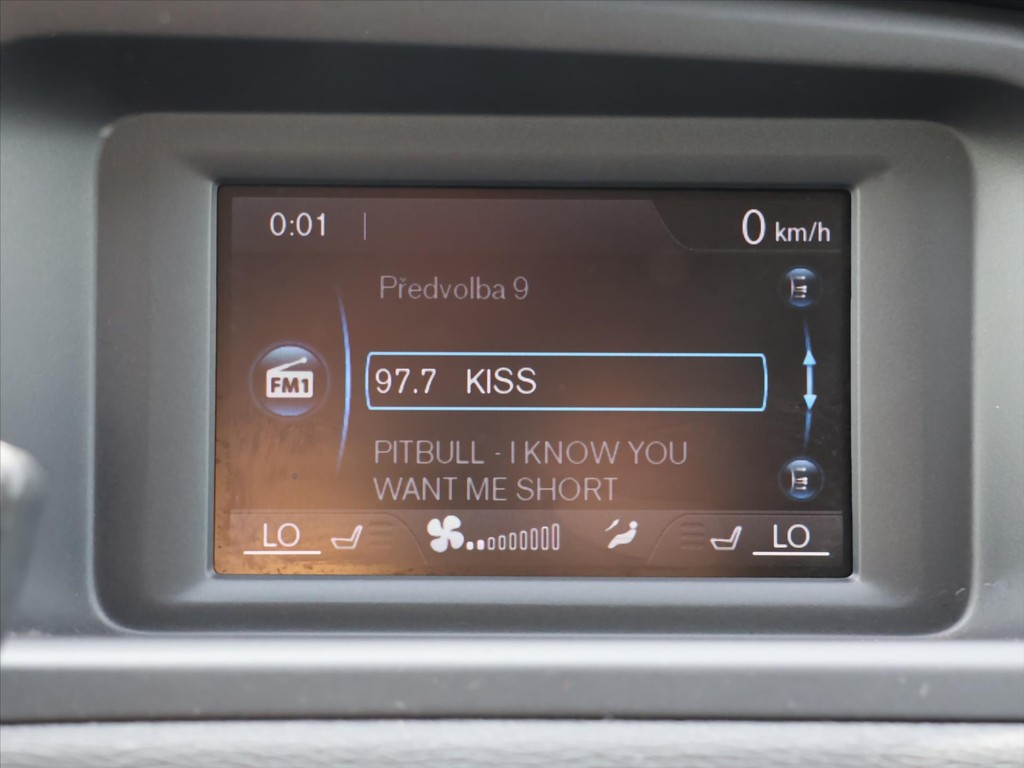 0:01
0 km/h
Předvolba 9
FM1
97.7 KISS
PITBULL - I KNOW YOU
WANT ME SHORT
LO
LO